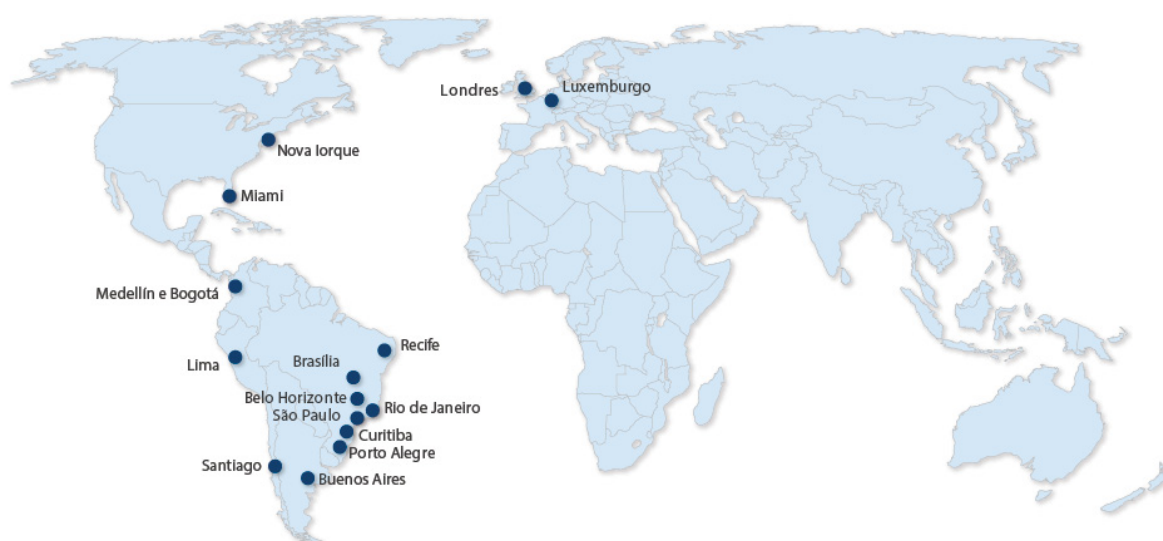 Londres
Luxemburgo
Nova Iorque
Miami
Medellín e Bogotá
Recife
Lima
Brasília
Belo Horizonte
Rio de Janeiro
São Paulo
Curitiba
Porto Alegre
Santiago
Buenos Aires